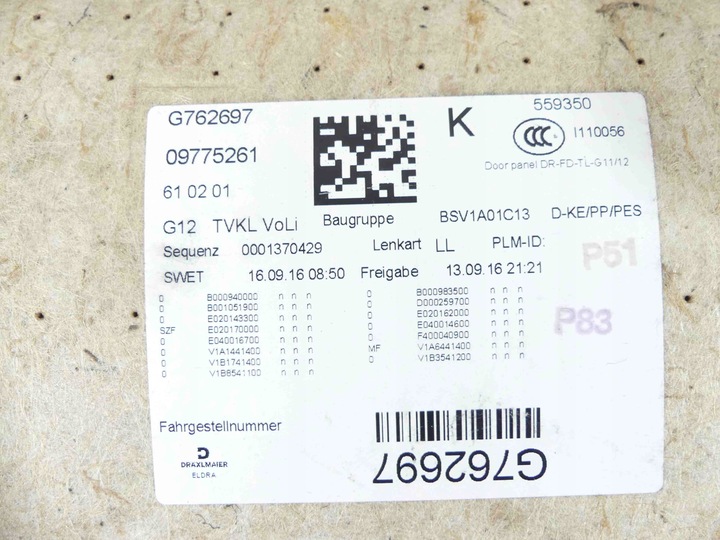 G762697
K
559350
CCC
I110056
09775261
Door panel DR-FD-TL-G11/12
61 02 01
G12 TVKL VoLi Baugruppe BSV1A01C13 D-KE/PP/PES
Sequenz 0001370429 Lenkart LL PLM-ID: P51
SWET 16.09.16 08:50 Freigabe 13.09.16 21:21
0 B000940000 n n n 0 B000983500 n n n
0 B001051900 n n n 0 D000259700 n n n
0 E020143300 n n n 0 E020162000 n n n
SZF E020170000 n n n 0 E040014600 n n n
0 E040016700 n n n 0 F400040900 n n n
0 V1A1441400 n n n MF V1A6441400 n n n
0 V1B1741400 n n n 0 V1B3541200 n n n
0 V1B8541100 n n n
P83
Fahrgestellnummer
DRÄXLMAIER
ELDRA
G762697